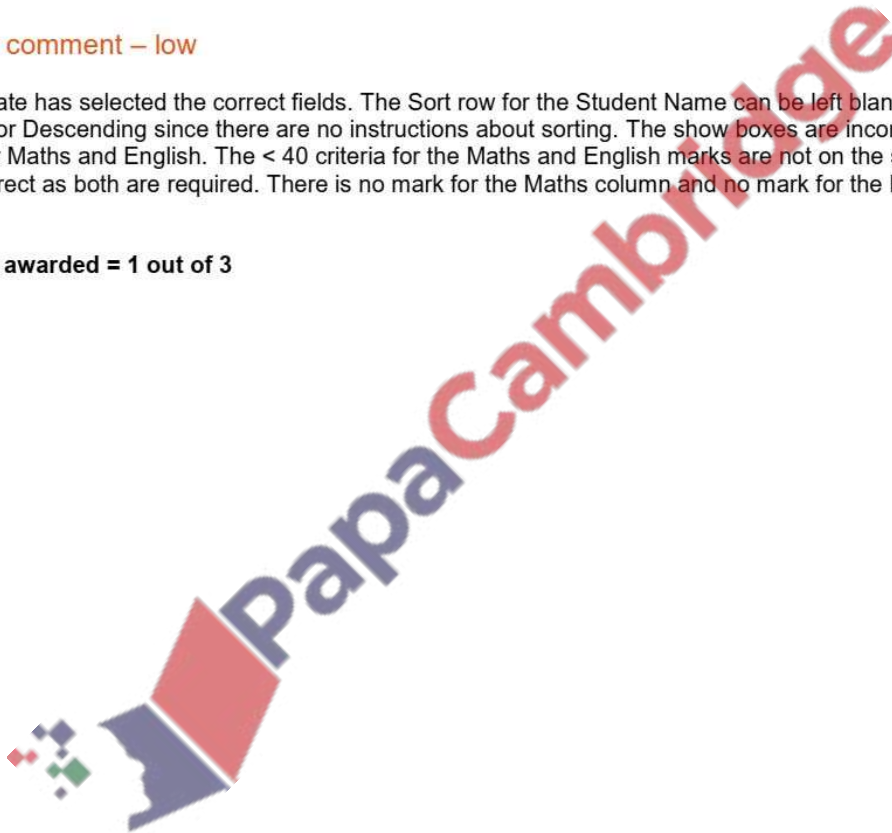 comment – low
ate has selected the correct fields. The Sort row for the Student Name can be left blan
or Descending since there are no instructions about sorting. The show boxes are incor
Maths and English. The < 40 criteria for the Maths and English marks are not on the
rect as both are required. There is no mark for the Maths column and no mark for the
awarded = 1 out of 3
PapaCambridge